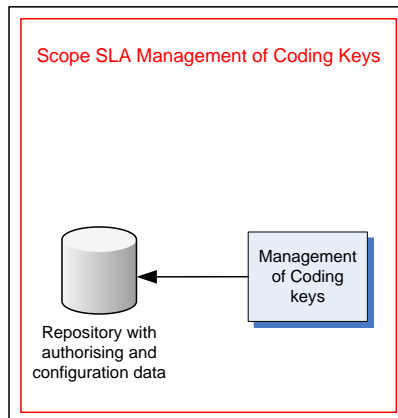 Scope SLA Management of Coding Keys
Management
of Coding
keys
Repository with
authorising and
configuration data